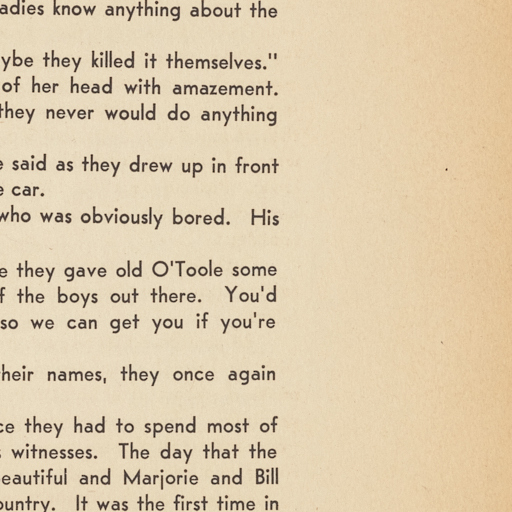 adies know anything about the
ybe they killed it themselves."
of her head with amazement.
they never would do anything
said as they drew up in front
car.
who was obviously bored. His
they gave old O'Toole some
f the boys out there. You'd
so we can get you if you're
heir names, they once again
ce they had to spend most of
witnesses. The day that the
eautiful and Marjorie and Bill
ountry. It was the first time in